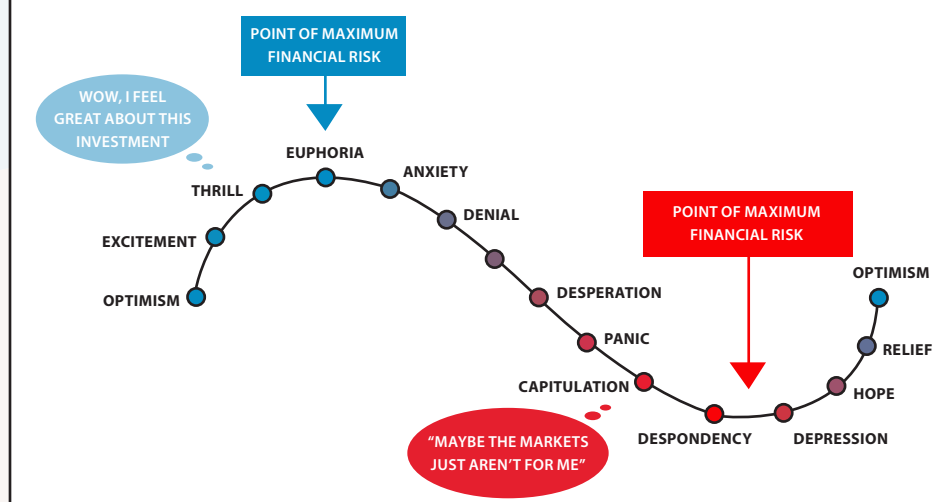 POINT OF MAXIMUM
FINANCIAL RISK
WOW, I FEEL
GREAT ABOUT THIS
INVESTMENT
EUPHORIA
ANXIETY
THRILL
DENIAL
POINT OF MAXIMUM
FINANCIAL RISK
EXCITEMENT
OPTIMISM
OPTIMISM
DESPERATION
PANIC
RELIEF
CAPITULATION
HOPE
"MAYBE THE MARKETS
JUST AREN'T FOR ME"
DESPONDENCY
DEPRESSION